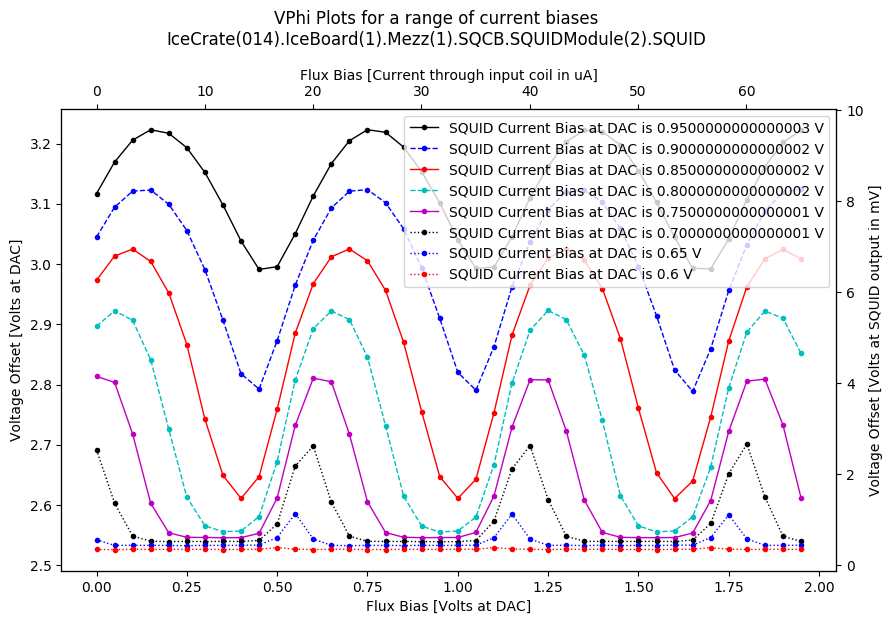 VPhi Plots for a range of current biases
IceCrate(014).IceBoard(1).Mezz(1).SQCB.SQUIDModule(2).SQUID
Flux Bias [Current through input coil in uA]
0 10 20 30 40 50 60
SQUID Current Bias at DAC is 0.9500000000000003 V
SQUID Current Bias at DAC is 0.9000000000000002 V
SQUID Current Bias at DAC is 0.8500000000000002 V
SQUID Current Bias at DAC is 0.8000000000000002 V
SQUID Current Bias at DAC is 0.7500000000000001 V
SQUID Current Bias at DAC is 0.7000000000000001 V
SQUID Current Bias at DAC is 0.65 V
SQUID Current Bias at DAC is 0.6 V
Voltage Offset [Volts at DAC]
3.2
3.1
3.0
2.9
2.8
2.7
2.6
2.5
10
8
6
4
2
0
Voltage Offset [Volts at SQUID output in mV]
0.00 0.25 0.50 0.75 1.00 1.25 1.50 1.75 2.00
Flux Bias [Volts at DAC]